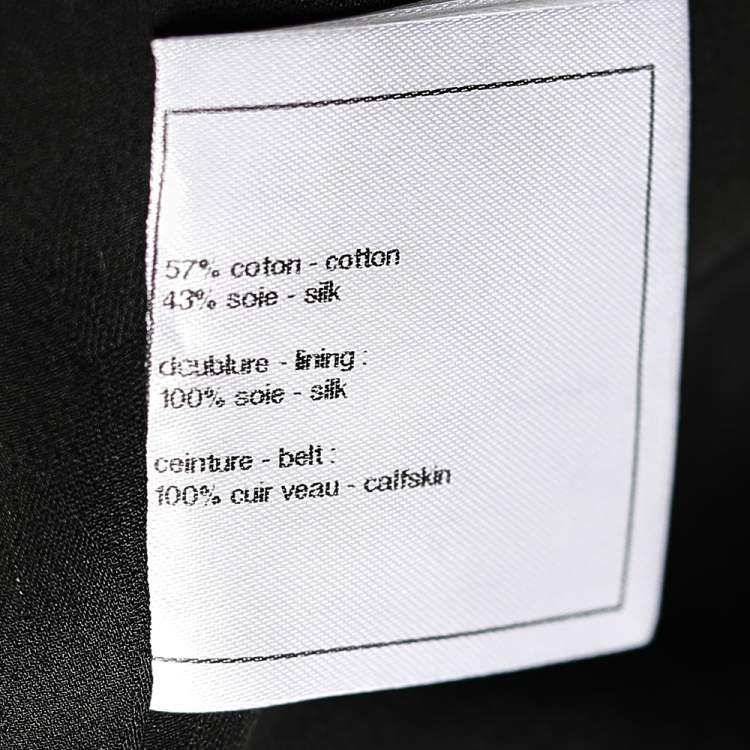 57% coton - cotton
43% soie - silk
doublure - lining :
100% soie - silk
ceinture - belt :
100% cuir veau - calfskin